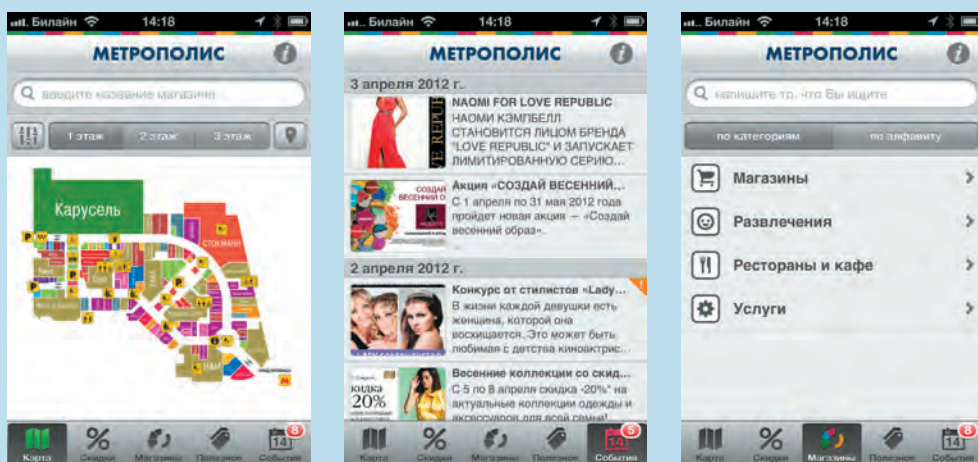 Билайн 14:18
МЕТРОПОЛИС
введите название магазина
1 этаж 2 этаж 3 этаж
Карусель
СТОКМАНН
H&M
Карта Скидки Магазины Полезное События
14
8
Билайн 14:18
МЕТРОПОЛИС
3 апреля 2012 г.
NAOMI FOR LOVE REPUBLIC
НАОМИ КЭМПБЕЛЛ
СТАНОВИТСЯ ЛИЦОМ БРЕНДА
"LOVE REPUBLIC" И ЗАПУСКАЕТ
ЛИМИТИРОВАННУЮ СЕРИЮ...
Акция «СОЗДАЙ ВЕСЕННИЙ...
С 1 апреля по 31 мая 2012 года
пройдет новая акция — «Создай
весенний образ»..
2 апреля 2012 г.
Конкурс от стилистов «Lady...
В жизни каждой девушки есть
женщина, которой она
восхищается. Это может быть
любимая с детства киноактрис...
Весенние коллекции со скид...
С 5 по 8 апреля скидка -20%* на
актуальные коллекции одежды и
аксессуаров для всей семьи!
20%
Карта Скидки Магазины Полезное События
14
5
Билайн 14:18
МЕТРОПОЛИС
напишите то, что Вы ищите
по категориям по алфавиту
Магазины
Развлечения
Рестораны и кафе
Услуги
Карта Скидки Магазины Полезное События
14
8